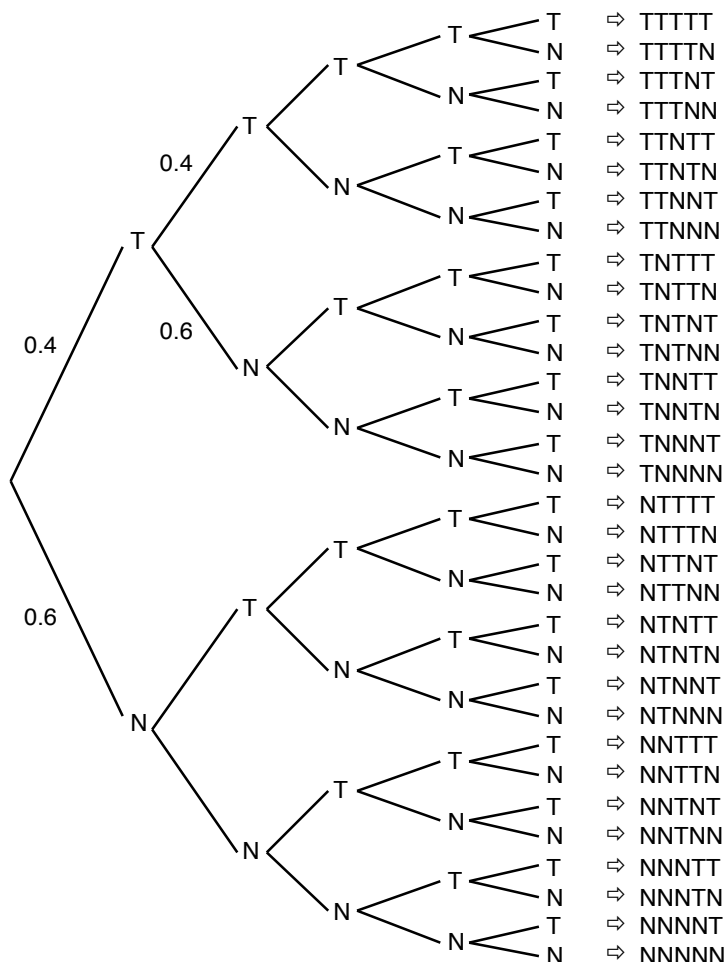 T ⇨ TTTTT
T
N ⇨ TTTTN
T
T ⇨ TTTNT
N
N ⇨ TTTNN
T
T ⇨ TTNTT
T
0.4
N ⇨ TTNTN
N
T ⇨ TTNNT
N
N ⇨ TTNNN
T
T ⇨ TNTTT
T
N ⇨ TNTTN
T
T ⇨ TNTNT
0.6
N
0.4
N ⇨ TNTNN
N
T ⇨ TNNTT
T
N ⇨ TNNTN
N
T ⇨ TNNNT
N
N ⇨ TNNNN
T ⇨ NTTTT
T
N ⇨ NTTTN
T
T ⇨ NTTNT
N
N ⇨ NTTNN
T
0.6
T ⇨ NTNTT
T
N ⇨ NTNTN
N
T ⇨ NTNNT
N
N ⇨ NTNNN
N
T ⇨ NNTTT
T
N ⇨ NNTTN
T
T ⇨ NNTNT
N
N ⇨ NNTNN
N
T ⇨ NNNTT
T
N ⇨ NNNTN
N
T ⇨ NNNNT
N
N ⇨ NNNNN